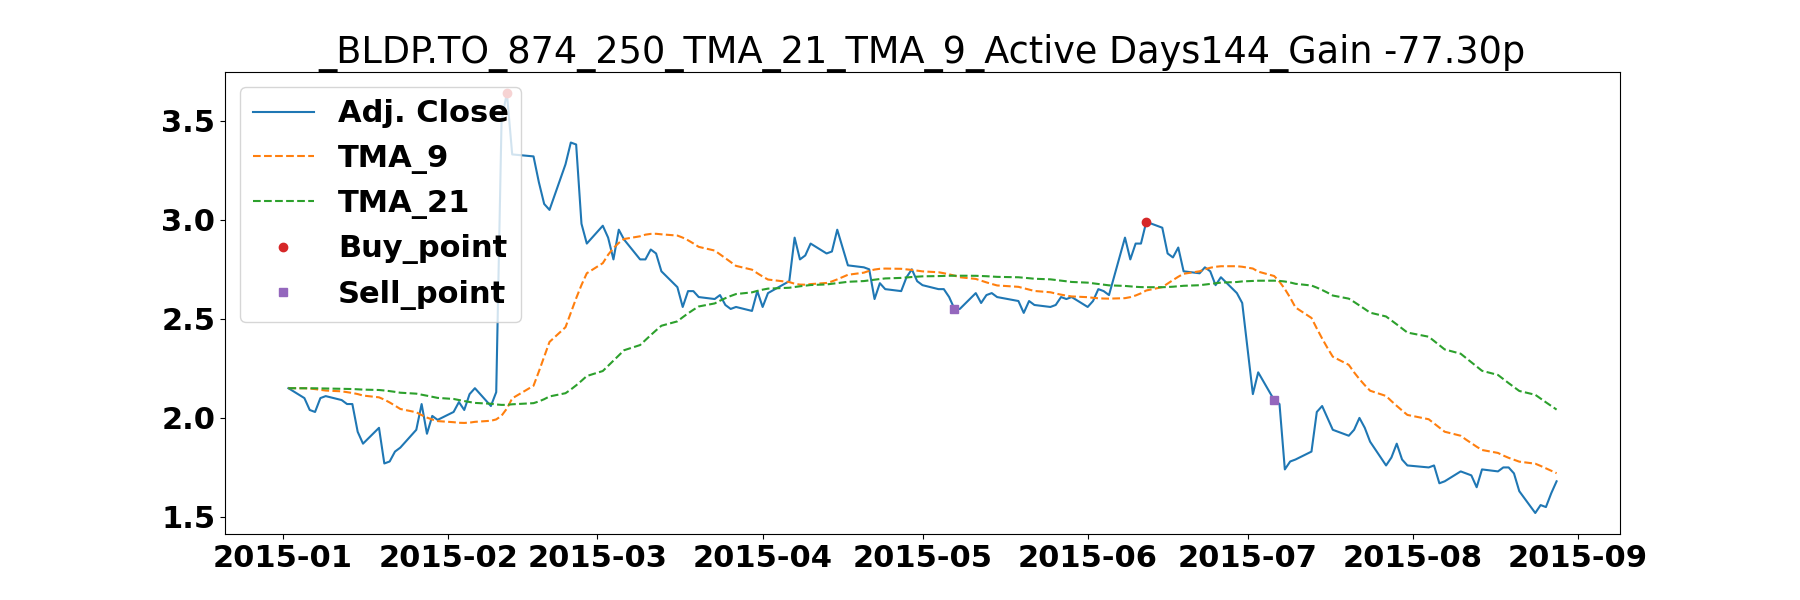 _BLDP.TO_874_250_TMA_21_TMA_9_Active Days144_Gain -77.30p
Adj. Close
TMA_9
TMA_21
Buy_point
Sell_point
3.5
3.0
2.5
2.0
1.5
2015-01 2015-02 2015-03 2015-04 2015-05 2015-06 2015-07 2015-08 2015-09